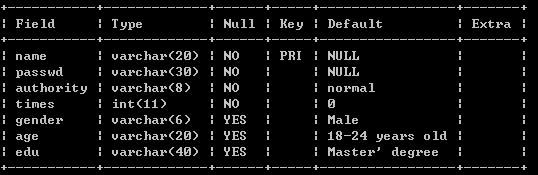 Field Type Null Key Default Extra
name varchar(20) NO PRI NULL
passwd varchar(30) NO NULL
authority varchar(8) NO normal
times int(11) NO 0
gender varchar(6) YES Male
age varchar(20) YES 18-24 years old
edu varchar(40) YES Master' degree